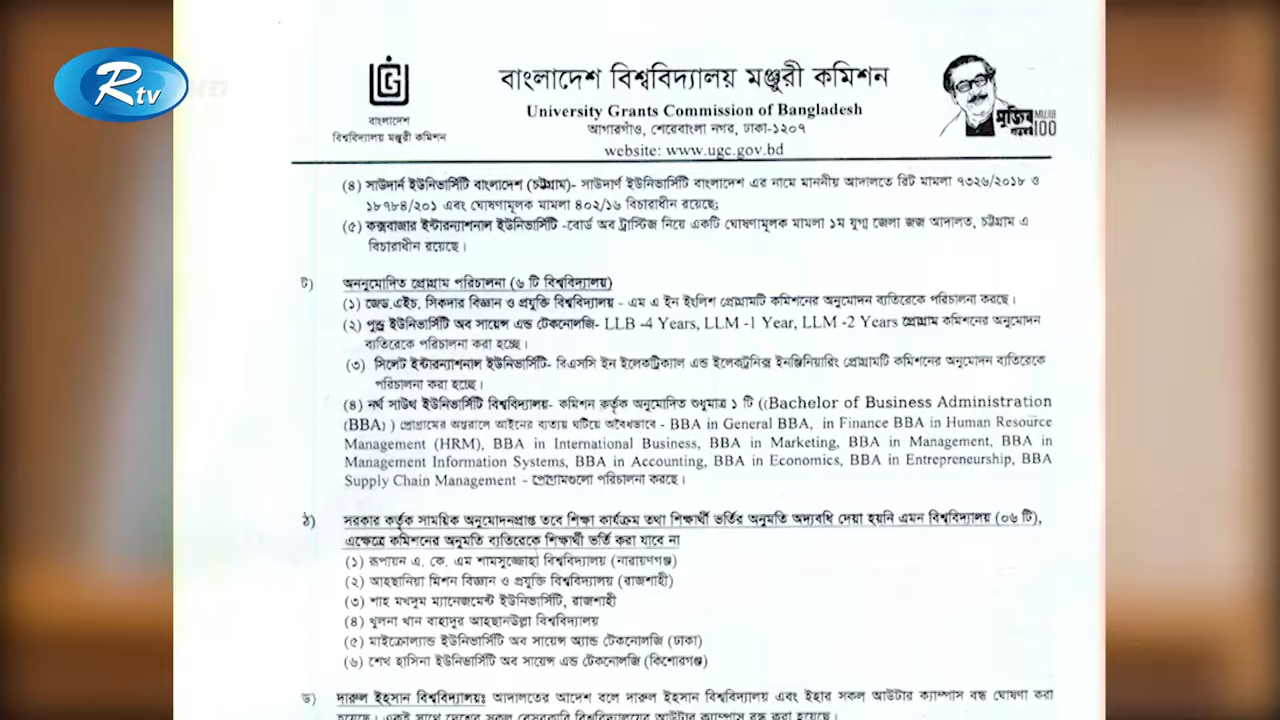 Rtv
বাংলাদেশ
বিশ্ববিদ্যালয় মঞ্জুরী কমিশন
বাংলাদেশ বিশ্ববিদ্যালয় মঞ্জুরী কমিশন
University Grants Commission of Bangladesh
আগারগাঁও, শেরেবাংলা নগর, ঢাকা-১২০৭
website: www.ugc.gov.bd
মুজিব
MUJIB
100
(৪) সাউদার্ন ইউনিভার্সিটি বাংলাদেশ (চট্টগ্রাম)- সাউদার্ণ ইউনিভার্সিটি বাংলাদেশ এর নামে মাননীয় আদালতে রিট মামলা ৭৩২৬/২০১৮ ও
১৮৭৮৪/২০১ এবং ঘোষণামূলক মামলা ৪০২/১৬ বিচারাধীন রয়েছে;
(৫) কক্সবাজার ইন্টারন্যাশনাল ইউনিভার্সিটি -বোর্ড অব ট্রাস্টিজ নিয়ে একটি ঘোষণামূলক মামলা ১ম যুগ্ম জেলা জজ আদালত, চট্টগ্রাম এ
বিচারাধীন রয়েছে।
ট) অননুমোদিত প্রোগ্রাম পরিচালনা (৬ টি বিশ্ববিদ্যালয়)
(১) জেড.এইচ. সিকদার বিজ্ঞান ও প্রযুক্তি বিশ্ববিদ্যালয় - এম এ ইন ইংলিশ প্রোগ্রামটি কমিশনের অনুমোদন ব্যতিরেকে পরিচালনা করছে।
(২) পুন্ড্র ইউনিভার্সিটি অব সায়েন্স এন্ড টেকনোলজি- LLB -4 Years, LLM -1 Year, LLM -2 Years প্রোগ্রাম কমিশনের অনুমোদন
ব্যতিরেকে পরিচালনা করা হচ্ছে।
(৩) সিলেট ইন্টারন্যাশনাল ইউনিভার্সিটি- বিএসসি ইন ইলেকট্রিক্যাল এন্ড ইলেকট্রনিক্স ইনঞ্জিনিয়ারিং প্রোগ্রামটি কমিশনের অনুমোদন ব্যতিরেকে
পরিচালনা করা হচ্ছে।
(৪) নর্থ সাউথ ইউনিভার্সিটি বিশ্ববিদ্যালয়- কমিশন কর্তৃক অনুমোদিত শুধুমাত্র ১ টি ((Bachelor of Business Administration
(BBA) ) প্রোগ্রামের অন্তরালে আইনের ব্যত্যয় ঘটিয়ে অবৈধভাবে - BBA in General BBA, in Finance BBA in Human Resource
Management (HRM), BBA in International Business, BBA in Marketing, BBA in Management, BBA in
Management Information Systems, BBA in Accounting, BBA in Economics, BBA in Entrepreneurship, BBA
Supply Chain Management - প্রোগ্রামগুলো পরিচালনা করছে।
ঠ) সরকার কর্তৃক সাময়িক অনুমোদনপ্রাপ্ত তবে শিক্ষা কার্যক্রম তথা শিক্ষার্থী ভর্তির অনুমতি অদ্যবধি দেয়া হয়নি এমন বিশ্ববিদ্যালয় (০৬ টি),
এক্ষেত্রে কমিশনের অনুমতি ব্যতিরেকে শিক্ষার্থী ভর্তি করা যাবে না
(১) রূপায়ন এ. কে. এম শামসুজ্জোহা বিশ্ববিদ্যালয় (নারায়ণগঞ্জ)
(২) আহছানিয়া মিশন বিজ্ঞান ও প্রযুক্তি বিশ্ববিদ্যালয় (রাজশাহী)
(৩) শাহ মখদুম ম্যানেজমেন্ট ইউনিভার্সিটি, রাজশাহী
(৪) খুলনা খান বাহাদুর আহছানউল্লা বিশ্ববিদ্যালয়
(৫) মাইক্রোল্যান্ড ইউনিভার্সিটি অব সায়েন্স অ্যান্ড টেকনোলজি (ঢাকা)
(৬) শেখ হাসিনা ইউনিভার্সিটি অব সায়েন্স এন্ড টেকনোলজি (কিশোরগঞ্জ)
ড) দারুল ইহসান বিশ্ববিদ্যালয়ঃ আদালতের আদেশ বলে দারুল ইহসান বিশ্ববিদ্যালয় এবং ইহার সকল আউটার ক্যাম্পাস বন্ধ ঘোষণা করা
হয়েছে। একই সাথে দেশের সকল বেসরকারি বিশ্ববিদ্যালয়ের আউটার ক্যাম্পাস বন্ধ করা হয়েছে।